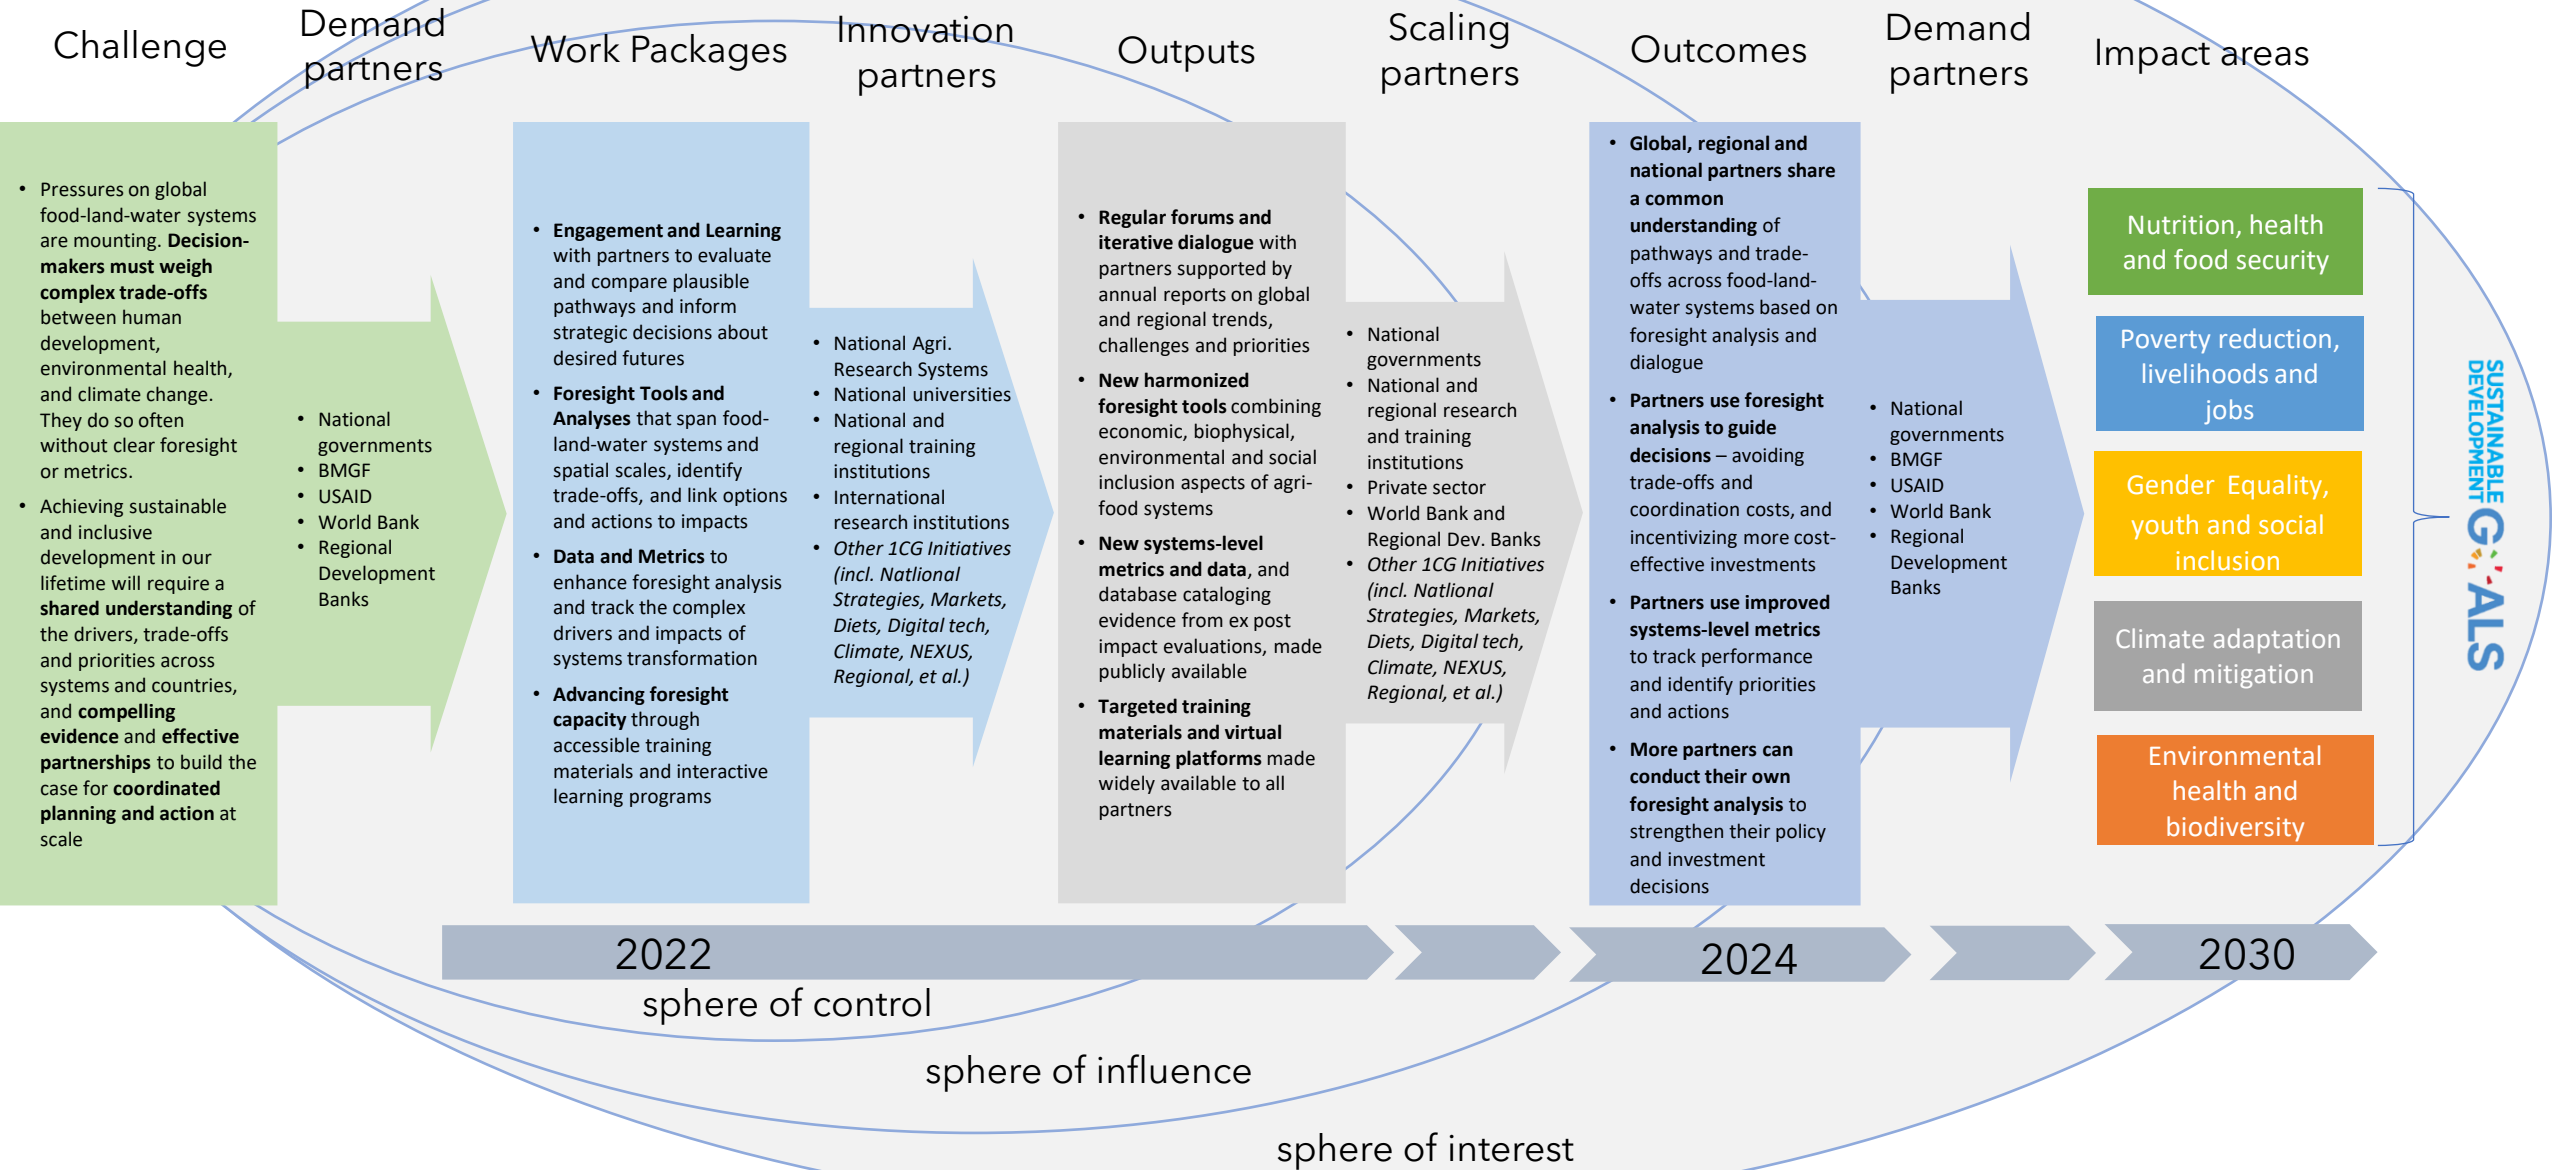 Challenge
Demand
partners
Work Packages
Innovation
partners
Outputs
Scaling
partners
Outcomes
Demand
partners
Impact areas
• Pressures on global
food-land-water systems
are mounting. Decision-
makers must weigh
complex trade-offs
between human
development,
environmental health,
and climate change.
They do so often
without clear foresight
or metrics.
• Achieving sustainable
and inclusive
development in our
lifetime will require a
shared understanding of
the drivers, trade-offs
and priorities across
systems and countries,
and compelling
evidence and effective
partnerships to build the
case for coordinated
planning and action at
scale
• National
governments
• BMGF
• USAID
• World Bank
• Regional
Development
Banks
• Engagement and Learning
with partners to evaluate
and compare plausible
pathways and inform
strategic decisions about
desired futures
• Foresight Tools and
Analyses that span food-
land-water systems and
spatial scales, identify
trade-offs, and link options
and actions to impacts
• Data and Metrics to
enhance foresight analysis
and track the complex
drivers and impacts of
systems transformation
• Advancing foresight
capacity through
accessible training
materials and interactive
learning programs
• National Agri.
Research Systems
• National universities
• National and
regional training
institutions
• International
research institutions
• Other 1CG Initiatives
(incl. Natlional
Strategies, Markets,
Diets, Digital tech,
Climate, NEXUS,
Regional, et al.)
• Regular forums and
iterative dialogue with
partners supported by
annual reports on global
and regional trends,
challenges and priorities
• New harmonized
foresight tools combining
economic, biophysical,
environmental and social
inclusion aspects of agri-
food systems
• New systems-level
metrics and data, and
database cataloging
evidence from ex post
impact evaluations, made
publicly available
• Targeted training
materials and virtual
learning platforms made
widely available to all
partners
• National
governments
• National and
regional research
and training
institutions
• Private sector
• World Bank and
Regional Dev. Banks
• Other 1CG Initiatives
(incl. Natlional
Strategies, Markets,
Diets, Digital tech,
Climate, NEXUS,
Regional, et al.)
• Global, regional and
national partners share
a common
understanding of
pathways and trade-
offs across food-land-
water systems based on
foresight analysis and
dialogue
• Partners use foresight
analysis to guide
decisions – avoiding
trade-offs and
coordination costs, and
incentivizing more cost-
effective investments
• Partners use improved
systems-level metrics
to track performance
and identify priorities
and actions
• More partners can
conduct their own
foresight analysis to
strengthen their policy
and investment
decisions
• National
governments
• BMGF
• USAID
• World Bank
• Regional
Development
Banks
Nutrition, health
and food security
Poverty reduction,
livelihoods and
jobs
Gender Equality,
youth and social
inclusion
Climate adaptation
and mitigation
Environmental
health and
biodiversity
SUSTAINABLE
DEVELOPMENT
GOALS
2022
2024
2030
sphere of control
sphere of influence
sphere of interest